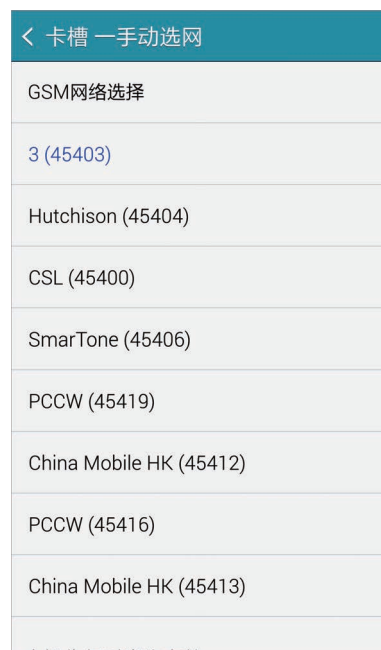 卡槽 一手动选网
GSM网络选择
3 (45403)
Hutchison (45404)
CSL (45400)
SmarTone (45406)
PCCW (45419)
China Mobile HK (45412)
PCCW (45416)
China Mobile HK (45413)